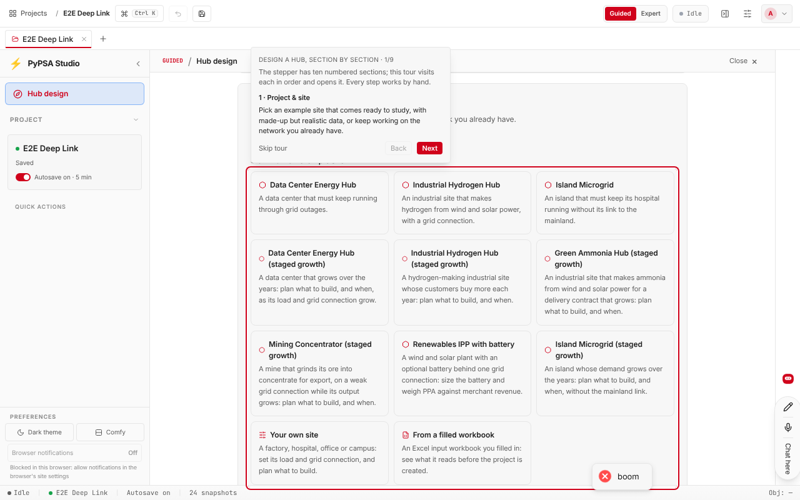 Projects / E2E Deep Link ⌘ Ctrl K Guided Expert Idle A
E2E Deep Link × +
PyPSA Studio
Hub design
PROJECT
E2E Deep Link
Saved
Autosave on · 5 min
QUICK ACTIONS
PREFERENCES
Dark theme Comfy
Browser notifications Off
Blocked in this browser: allow notifications in the
browser's site settings
GUIDED / Hub design Close ×
DESIGN A HUB, SECTION BY SECTION · 1/9
The stepper has ten numbered sections; this tour visits
each in order and opens it. Every step works by hand.
1 · Project & site
Pick an example site that comes ready to study, with
made-up but realistic data, or keep working on the
network you already have.
Skip tour Back Next
you already have.
Data Center Energy Hub
A data center that must keep running
through grid outages.
Industrial Hydrogen Hub
An industrial site that makes
hydrogen from wind and solar power,
with a grid connection.
Island Microgrid
An island that must keep its hospital
running without its link to the
mainland.
Data Center Energy Hub
(staged growth)
A data center that grows over the
years: plan what to build, and when,
as its load and grid connection grow.
Industrial Hydrogen Hub
(staged growth)
A hydrogen-making industrial site
whose customers buy more each
year: plan what to build, and when.
Green Ammonia Hub (staged
growth)
An industrial site that makes ammonia
from wind and solar power for a
delivery contract that grows: plan
what to build, and when.
Mining Concentrator (staged
growth)
A mine that grinds its ore into
concentrate for export, on a weak
grid connection while its output
grows: plan what to build, and when.
Renewables IPP with battery
A wind and solar plant with an
optional battery behind one grid
connection: size the battery and
weigh PPA against merchant revenue.
Island Microgrid (staged
growth)
An island whose demand grows over
the years: plan what to build, and
when, without the mainland link.
Your own site
A factory, hospital, office or campus:
set its load and grid connection, and
plan what to build.
From a filled workbook
An Excel input workbook you filled in:
see what it reads before the project is
created.
boom
Chat here
Idle E2E Deep Link Autosave on 24 snapshots Obj: —